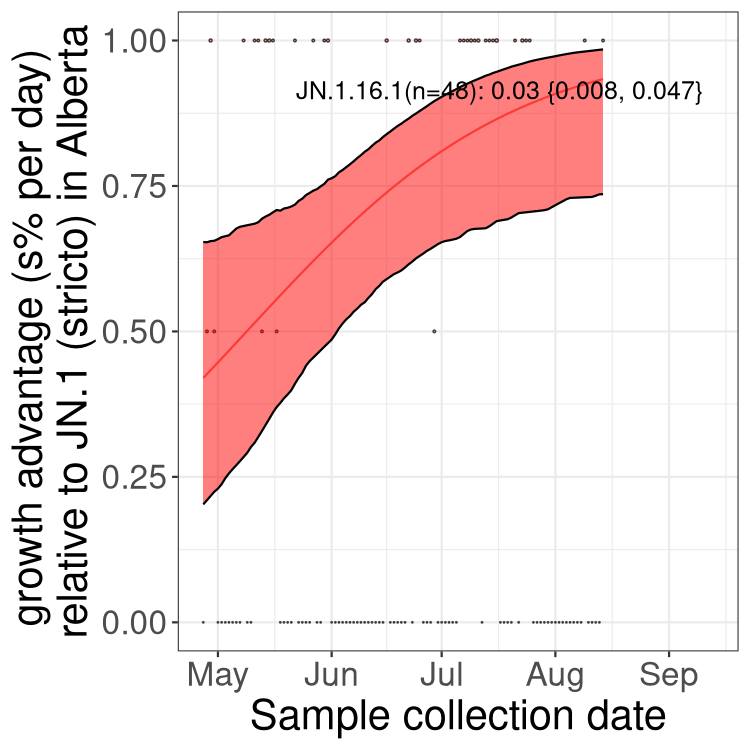 growth advantage (s% per day)
relative to JN.1 (stricto) in Alberta
1.00
0.75
0.50
0.25
0.00
JN.1.16.1(n=48): 0.03 {0.008, 0.047}
May Jun Jul Aug Sep
Sample collection date